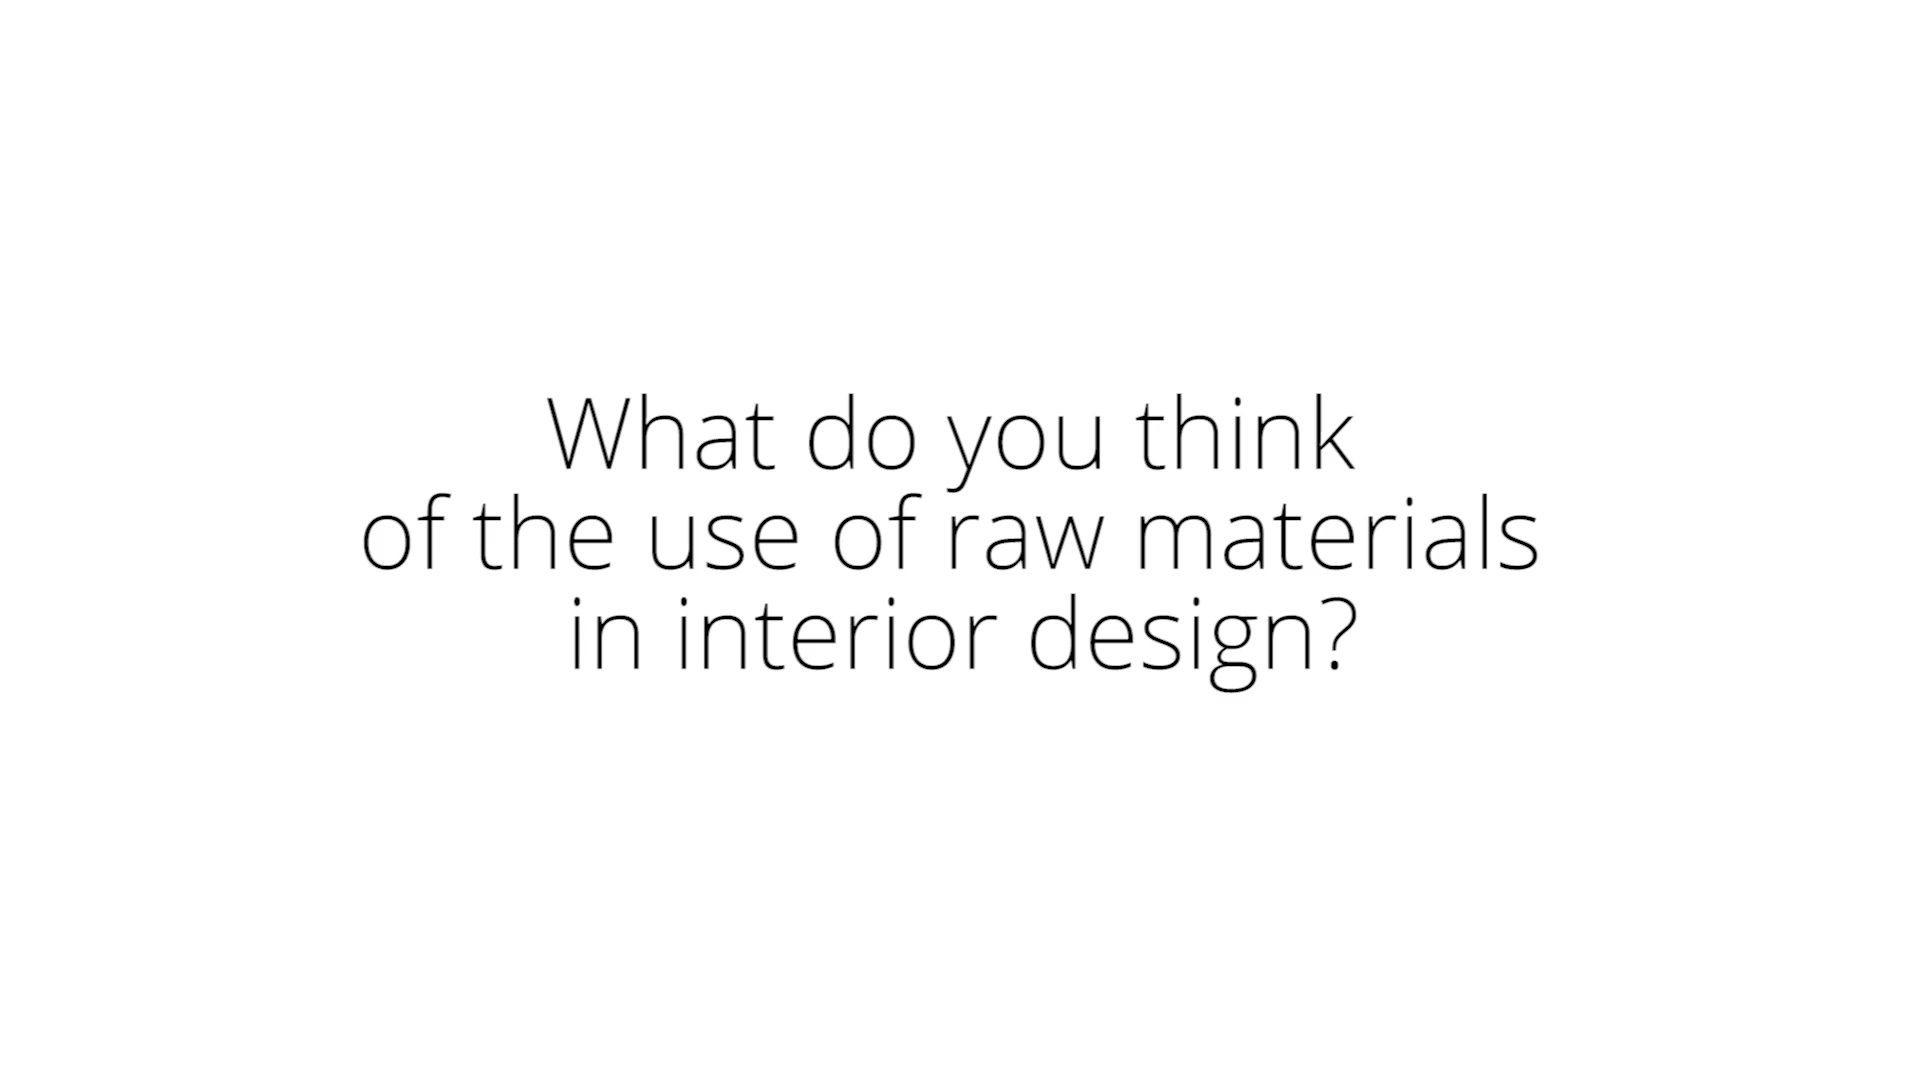 What do you think
of the use of raw materials
in interior design?